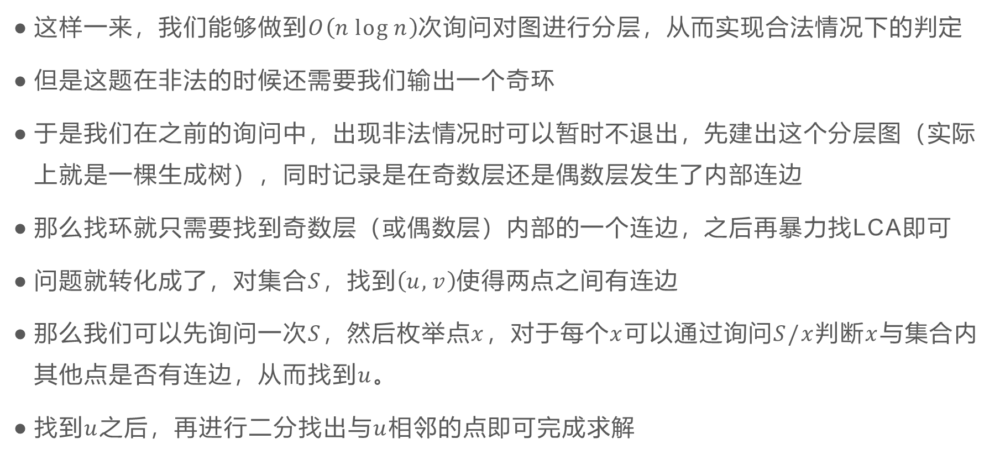 ● 这样一来，我们能够做到O(n log n)次询问对图进行分层，从而实现合法情况下的判定
● 但是这题在非法的时候还需要我们输出一个奇环
● 于是我们在之前的询问中，出现非法情况时可以暂时不退出，先建出这个分层图（实际
上就是一棵生成树），同时记录是在奇数层还是偶数层发生了内部连边
● 那么找环就只需要找到奇数层（或偶数层）内部的一个连边，之后再暴力找LCA即可
● 问题就转化成了，对集合S，找到(u, v)使得两点之间有连边
● 那么我们可以先询问一次S，然后枚举点x，对于每个x可以通过询问S/x判断x与集合内
其他点是否有连边，从而找到u。
● 找到u之后，再进行二分找出与u相邻的点即可完成求解